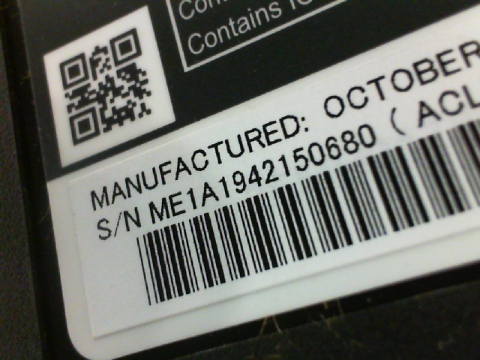 Contains
MANUFACTURED: OCTOBER
S/N ME1A1942150680 ( ACL